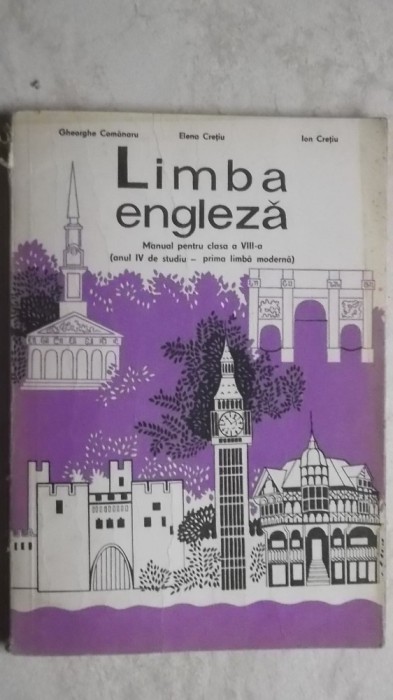 Gheorghe Comănaru   Elena Crețiu   Ion Crețiu
Limba
engleză
Manual pentru clasa a VIII-a
(anul IV de studiu – prima limbă modernă)